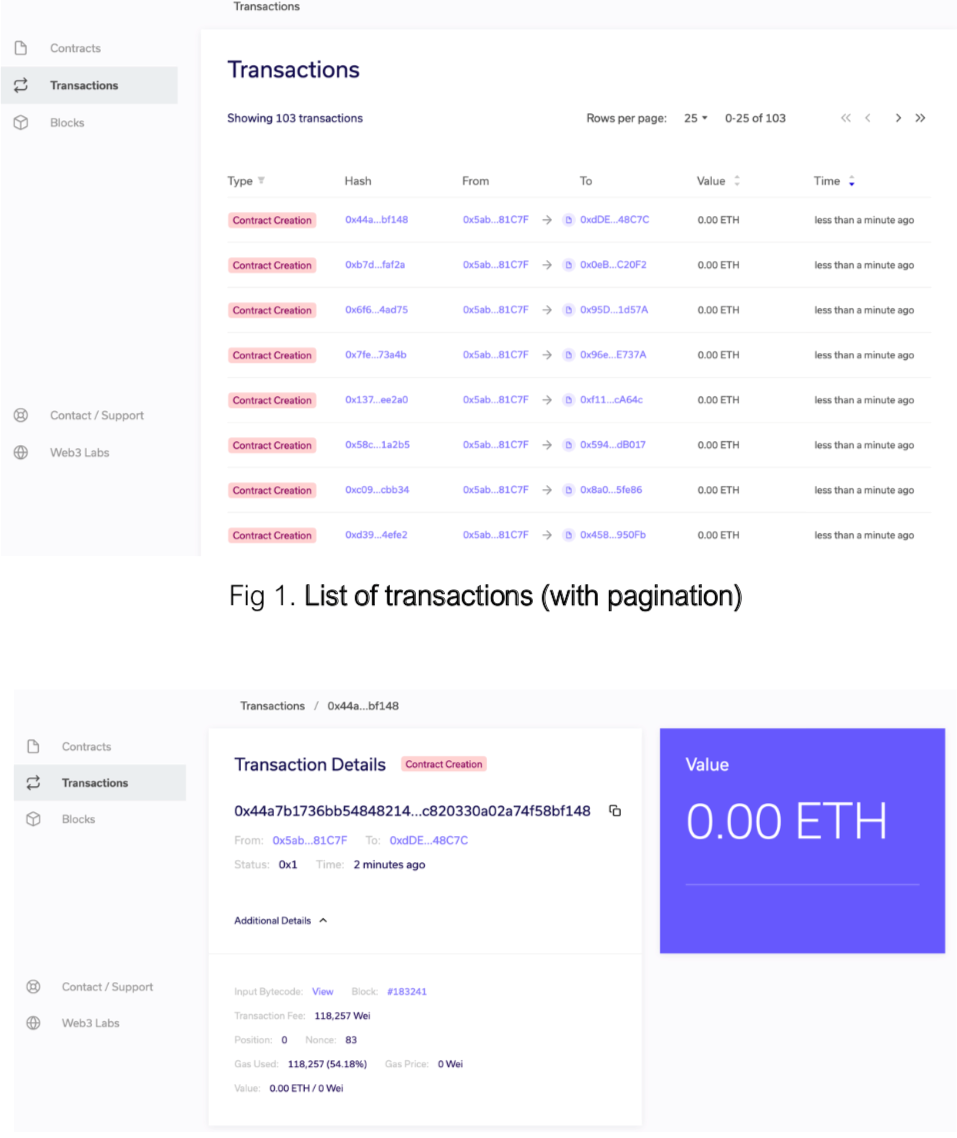 Transactions
Contracts
Transactions
Blocks
Contact / Support
Web3 Labs
Transactions
Showing 103 transactions Rows per page: 25 0-25 of 103
Type Hash From To Value Time
Contract Creation 0x44a...bf148 0x5ab...81C7F → 0xdDE...48C7C 0.00 ETH less than a minute ago
Contract Creation 0xb7d...faf2a 0x5ab...81C7F → 0x0eB...C20F2 0.00 ETH less than a minute ago
Contract Creation 0x6f6...4ad75 0x5ab...81C7F → 0x95D...1d57A 0.00 ETH less than a minute ago
Contract Creation 0x7fe...73a4b 0x5ab...81C7F → 0x96e...E737A 0.00 ETH less than a minute ago
Contract Creation 0x137...ee2a0 0x5ab...81C7F → 0xf11...cA64c 0.00 ETH less than a minute ago
Contract Creation 0x58c...1a2b5 0x5ab...81C7F → 0x594...dB017 0.00 ETH less than a minute ago
Contract Creation 0xc09...cbb34 0x5ab...81C7F → 0x8a0...5fe86 0.00 ETH less than a minute ago
Contract Creation 0xd39...4efe2 0x5ab...81C7F → 0x458...950Fb 0.00 ETH less than a minute ago
Fig 1. List of transactions (with pagination)
Transactions / 0x44a...bf148
Contracts
Transactions
Blocks
Contact / Support
Web3 Labs
Transaction Details Contract Creation
0x44a7b1736bb54848214...c820330a02a74f58bf148
From: 0x5ab...81C7F To: 0xdDE...48C7C
Status: 0x1 Time: 2 minutes ago
Additional Details
Input Bytecode: View Block: #183241
Transaction Fee: 118,257 Wei
Position: 0 Nonce: 83
Gas Used: 118,257 (54.18%) Gas Price: 0 Wei
Value: 0.00 ETH / 0 Wei
Value
0.00 ETH